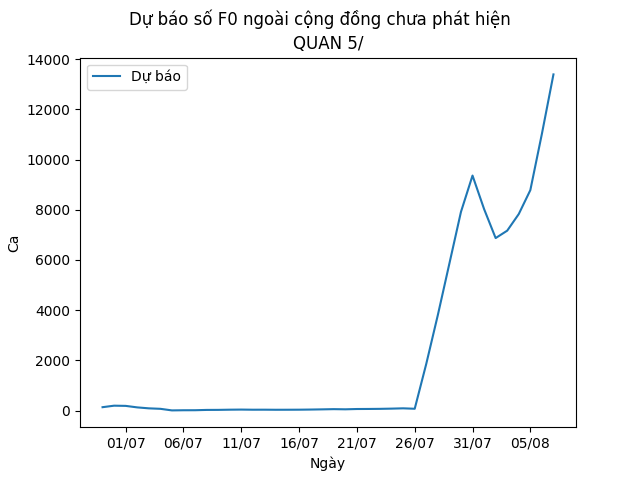 Dự báo số F0 ngoài cộng đồng chưa phát hiện
QUAN 5/
Dự báo
14000
12000
10000
8000
6000
4000
2000
0
Ca
01/07 06/07 11/07 16/07 21/07 26/07 31/07 05/08
Ngày